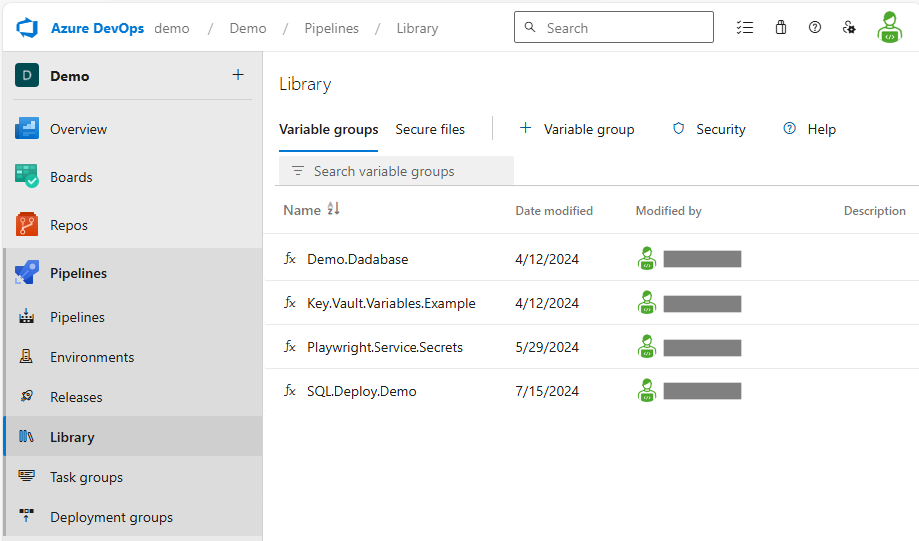 Azure DevOps demo / Demo / Pipelines / Library Search
D Demo +
Overview
Boards
Repos
Pipelines
Pipelines
Environments
Releases
Library
Task groups
Deployment groups
Library
Variable groups Secure files + Variable group Security Help
Search variable groups
Name Date modified Modified by Description
fx Demo.Dadabase 4/12/2024
fx Key.Vault.Variables.Example 4/12/2024
fx Playwright.Service.Secrets 5/29/2024
fx SQL.Deploy.Demo 7/15/2024